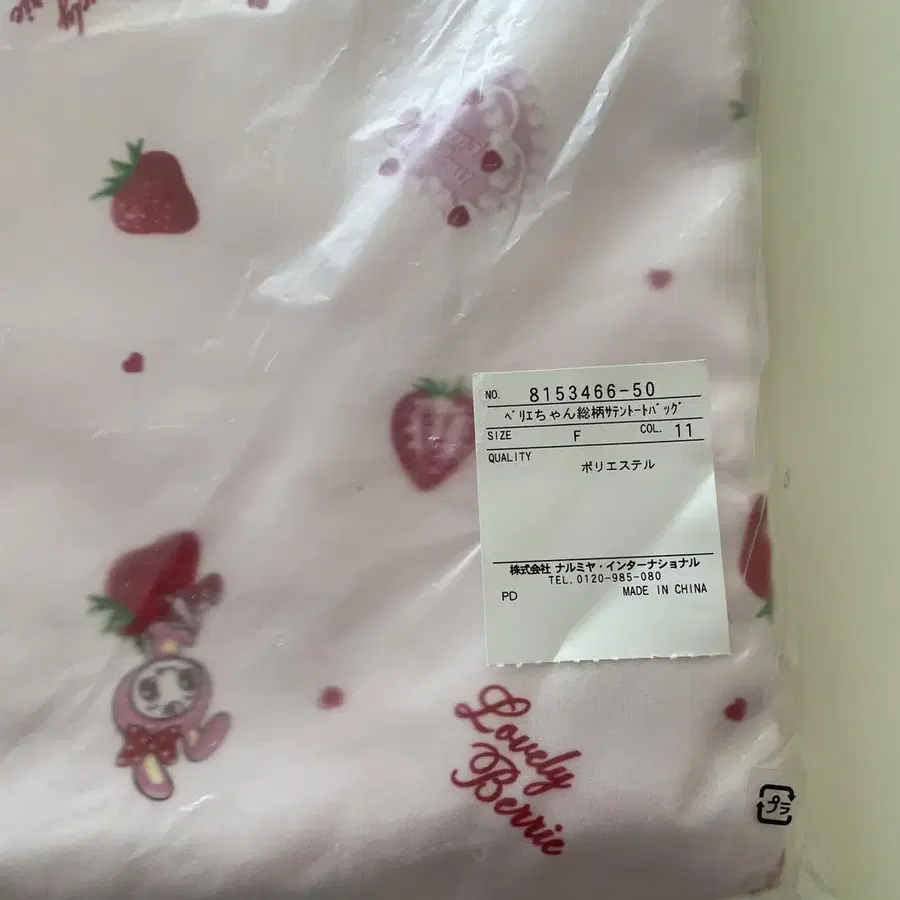 NO. 8153466-50
ベリエちゃん総柄サテントートバッグ
SIZE F COL. 11
QUALITY
ポリエステル
株式会社 ナルミヤ・インターナショナル
TEL.0120-985-080
PD MADE IN CHINA
Lovely
Berrie
プラ